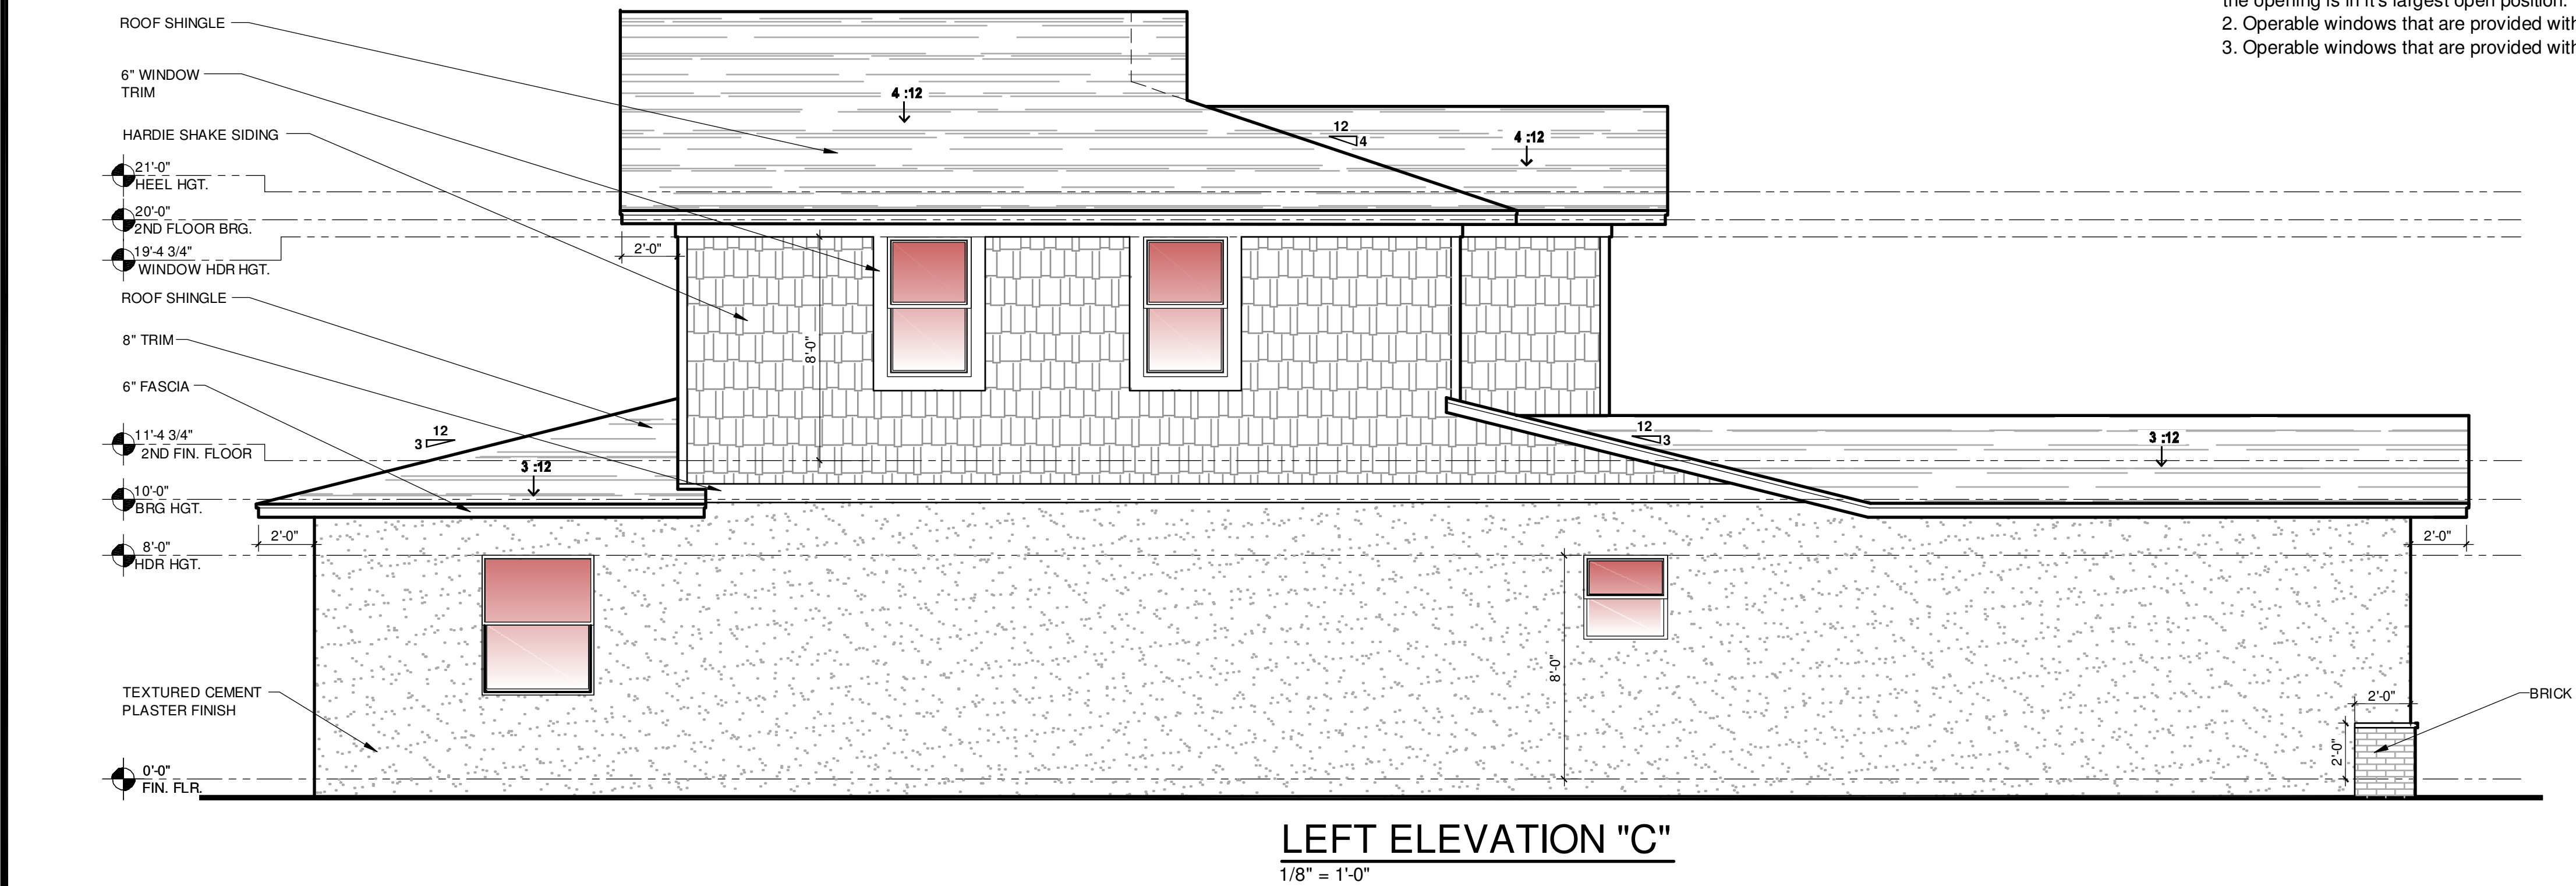 the opening is in it's largest open position.
2. Operable windows that are provided with
3. Operable windows that are provided with
ROOF SHINGLE
6" WINDOW
TRIM
HARDIE SHAKE SIDING
21'-0"
HEEL HGT.
20'-0"
2ND FLOOR BRG.
19'-4 3/4"
WINDOW HDR HGT.
ROOF SHINGLE
8" TRIM
6" FASCIA
11'-4 3/4"
2ND FIN. FLOOR
10'-0"
BRG HGT.
8'-0"
HDR HGT.
TEXTURED CEMENT
PLASTER FINISH
0'-0"
FIN. FLR.
4 :12
12
4
4 :12
2'-0"
8'-0"
12
3
3 :12
12
3
3 :12
2'-0"
2'-0"
8'-0"
2'-0"
2'-0"
BRICK
LEFT ELEVATION "C"
1/8" = 1'-0"